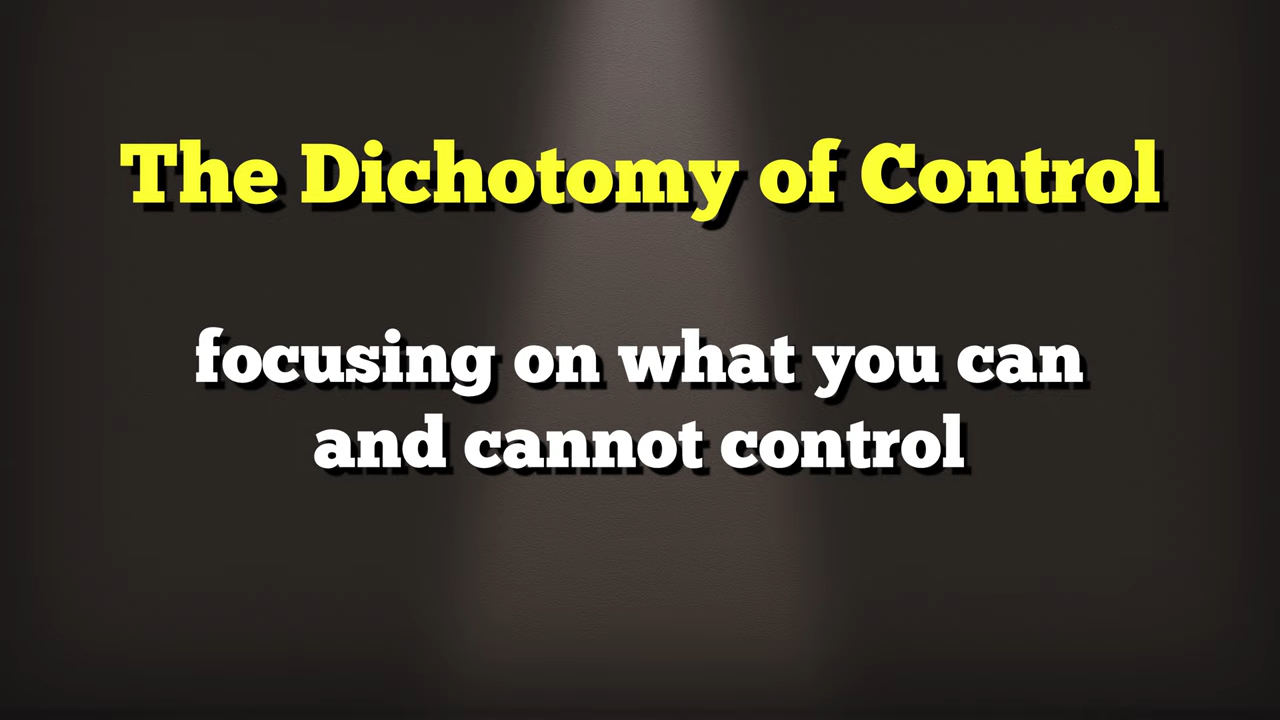 The Dichotomy of Control
focusing on what you can
and cannot control